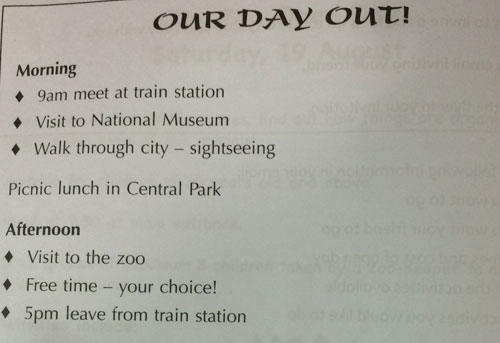 OUR DAY OUT!
Morning
♦ 9am meet at train station
♦ Visit to National Museum
♦ Walk through city – sightseeing
Picnic lunch in Central Park
Afternoon
♦ Visit to the zoo
♦ Free time – your choice!
♦ 5pm leave from train station